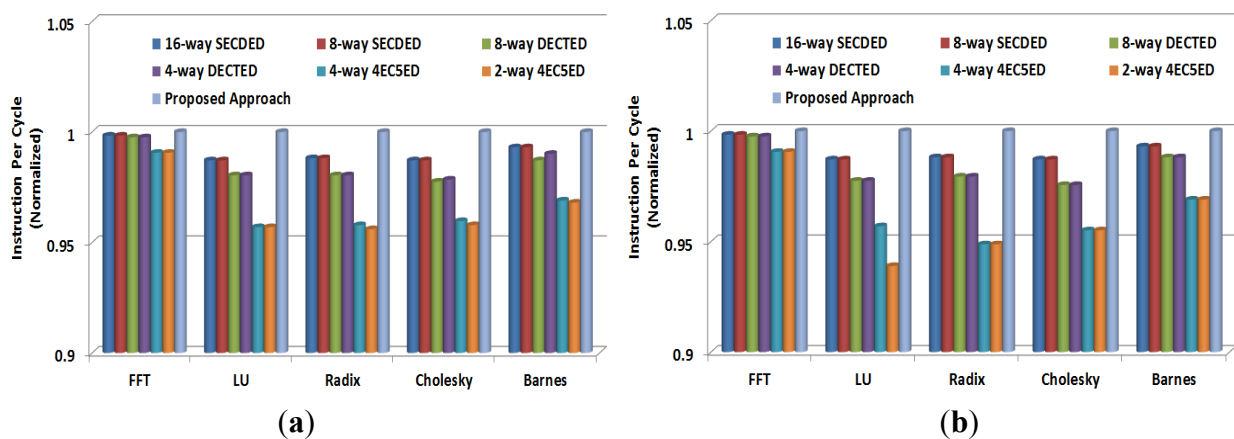 1.05
16-way SECDED 8-way SECDED 8-way DECTED
4-way DECTED 4-way 4EC5ED 2-way 4EC5ED
Proposed Approach
Instruction Per Cycle
(Normalized)
1
0.95
0.9
FFT LU Radix Cholesky Barnes
(a)
1.05
16-way SECDED 8-way SECDED 8-way DECTED
4-way DECTED 4-way 4EC5ED 2-way 4EC5ED
Proposed Approach
Instruction Per Cycle
(Normalized)
1
0.95
0.9
FFT LU Radix Cholesky Barnes
(b)